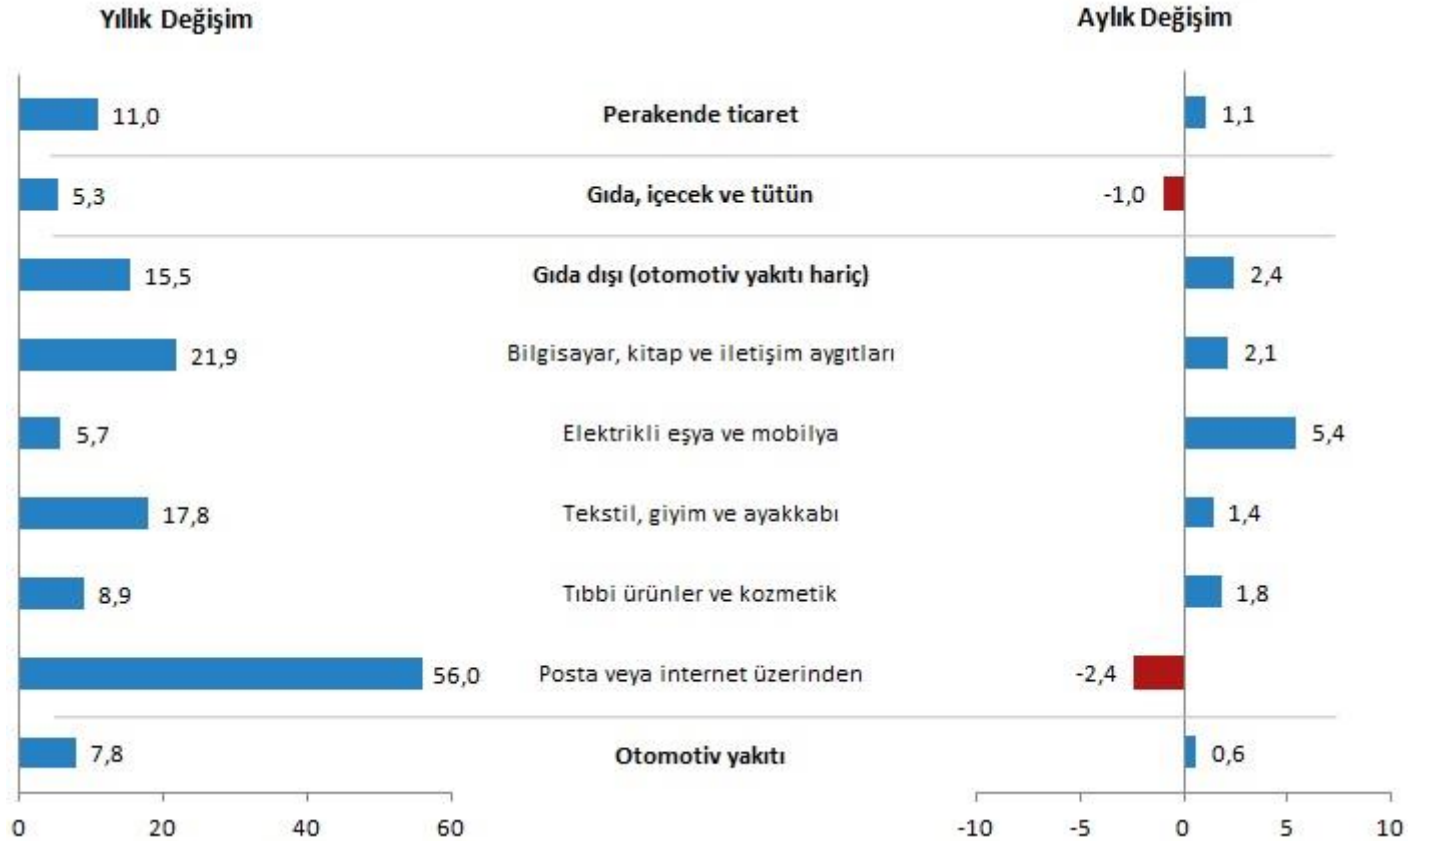 Yıllık Değişim
Aylık Değişim
11,0 Perakende ticaret 1,1
5,3 Gıda, içecek ve tütün -1,0
15,5 Gıda dışı (otomotiv yakıtı hariç) 2,4
21,9 Bilgisayar, kitap ve iletişim aygıtları 2,1
5,7 Elektrikli eşya ve mobilya 5,4
17,8 Tekstil, giyim ve ayakkabı 1,4
8,9 Tıbbi ürünler ve kozmetik 1,8
56,0 Posta veya internet üzerinden -2,4
7,8 Otomotiv yakıtı 0,6
0 20 40 60
-10 -5 0 5 10